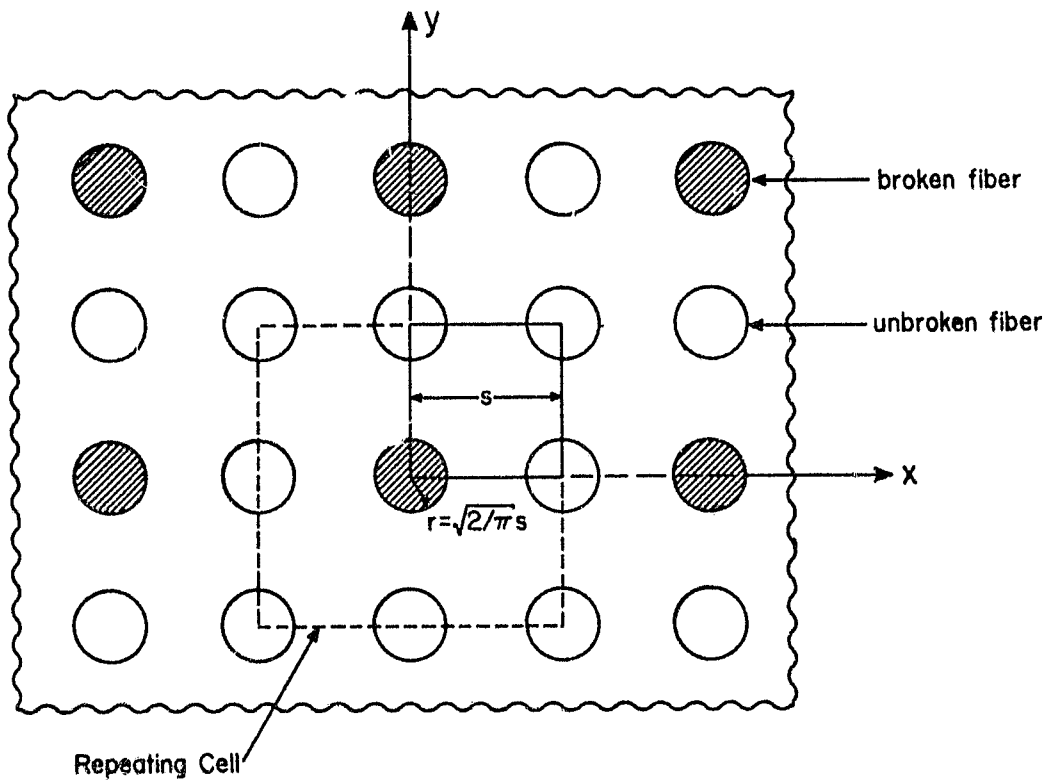 y
broken fiber
unbroken fiber
s
x
r=√2/π s
Repeating Cell